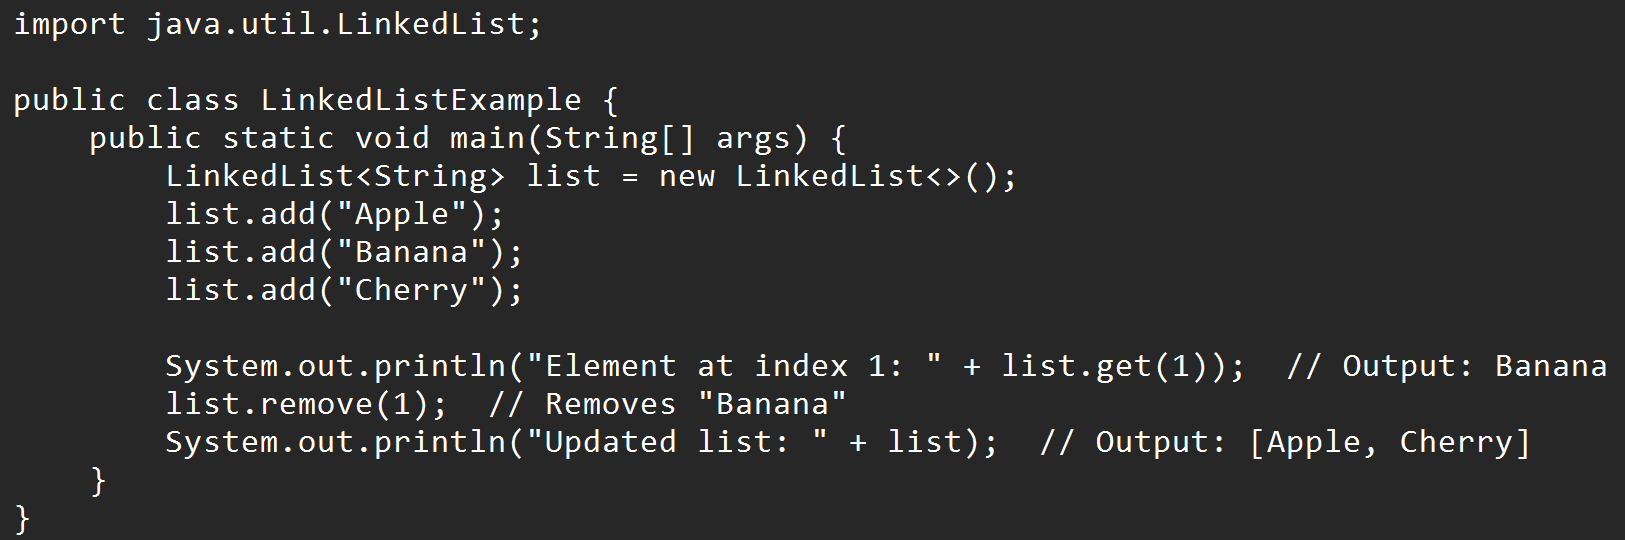 import java.util.LinkedList;

public class LinkedListExample {
    public static void main(String[] args) {
        LinkedList<String> list = new LinkedList<>();
        list.add("Apple");
        list.add("Banana");
        list.add("Cherry");

        System.out.println("Element at index 1: " + list.get(1));  // Output: Banana
        list.remove(1);  // Removes "Banana"
        System.out.println("Updated list: " + list);  // Output: [Apple, Cherry]
    }
}